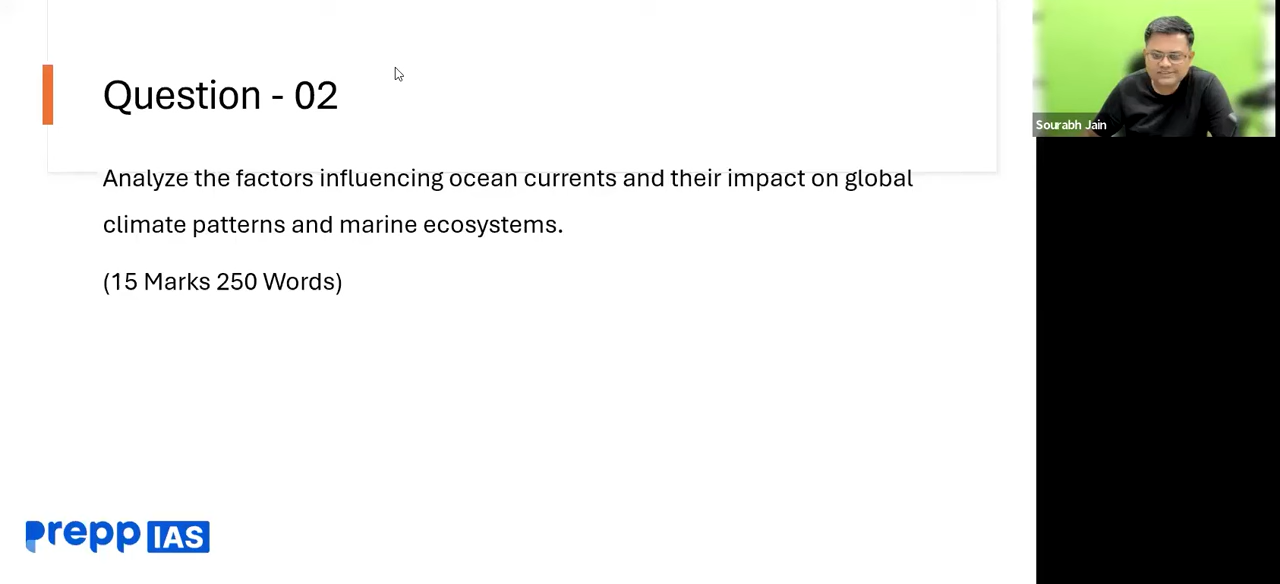 Question - 02
Sourabh Jain
Analyze the factors influencing ocean currents and their impact on global
climate patterns and marine ecosystems.
(15 Marks 250 Words)
prepp IAS